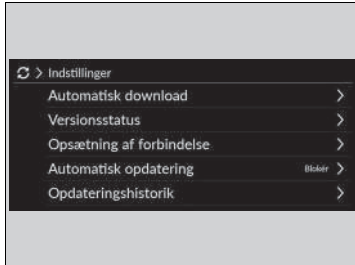 > Indstillinger
Automatisk download >
Versionsstatus >
Opsætning af forbindelse >
Automatisk opdatering Blokér >
Opdateringshistorik >